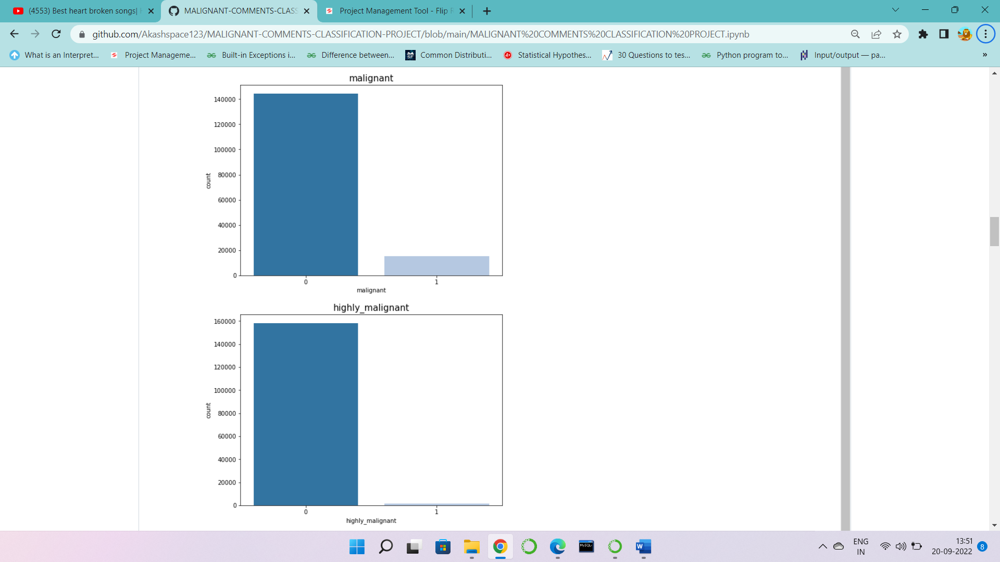 (4553) Best heart broken songs|
MALIGNANT-COMMENTS-CLASS
Project Management Tool - Flip R
github.com/Akashspace123/MALIGNANT-COMMENTS-CLASSIFICATION-PROJECT/blob/main/MALIGNANT%20COMMENTS%20CLASSIFICATION%20PROJECT.ipynb
What is an Interpret...
Project Manageme...
Built-in Exceptions i...
Difference between...
SF
Common Distributi...
A+
Statistical Hypothes...
30 Questions to tes...
Python program to...
Input/output — pa...
»
malignant
140000
120000
100000
80000
60000
40000
20000
0
count
0
1
malignant
highly_malignant
160000
140000
120000
100000
80000
60000
40000
20000
0
count
0
1
highly_malignant
MySQL
W
ENG
IN
13:51
20-09-2022
8